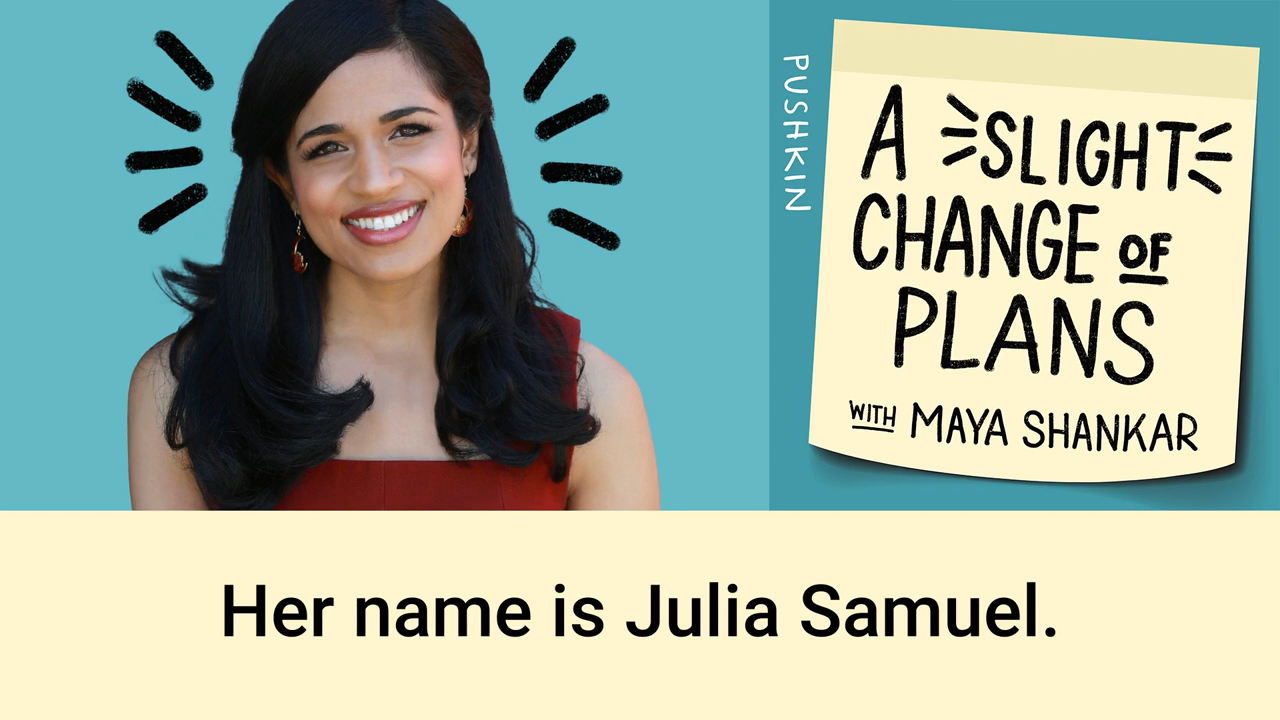 PUSHKIN
A SLIGHT
CHANGE OF
PLANS
WITH MAYA SHANKAR
Her name is Julia Samuel.